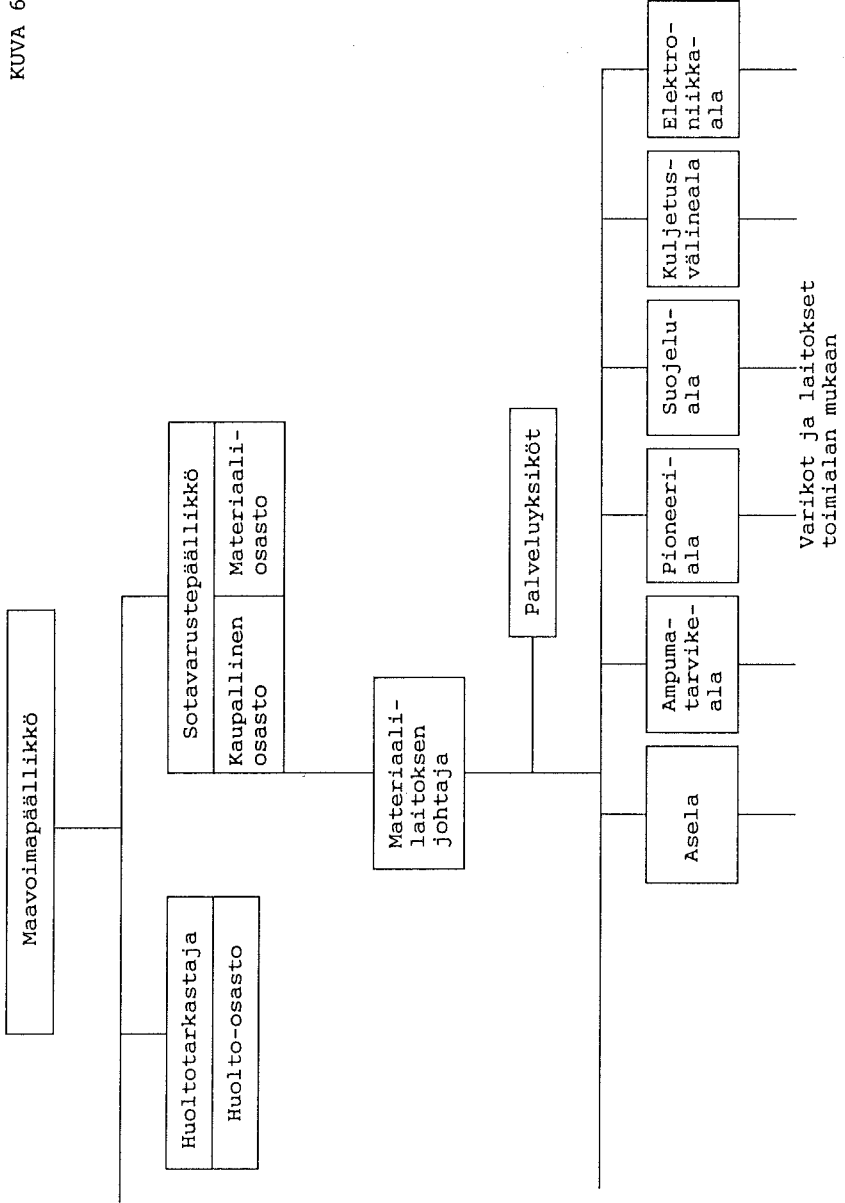 KUVA 6
Maavoimapäällikkö
Huoltotarkastaja
Huolto-osasto
Sotavarustepäällikkö
Kaupallinen
osasto
Materiaali-
osasto
Materiaali-
laitoksen
johtaja
Palveluyksiköt
Asela
Ampuma-
tarvike-
ala
Pioneeri-
ala
Suojelu-
ala
Kuljetus-
välineala
Elektro-
niikka-
ala
Varikot ja laitokset
toimialan mukaan